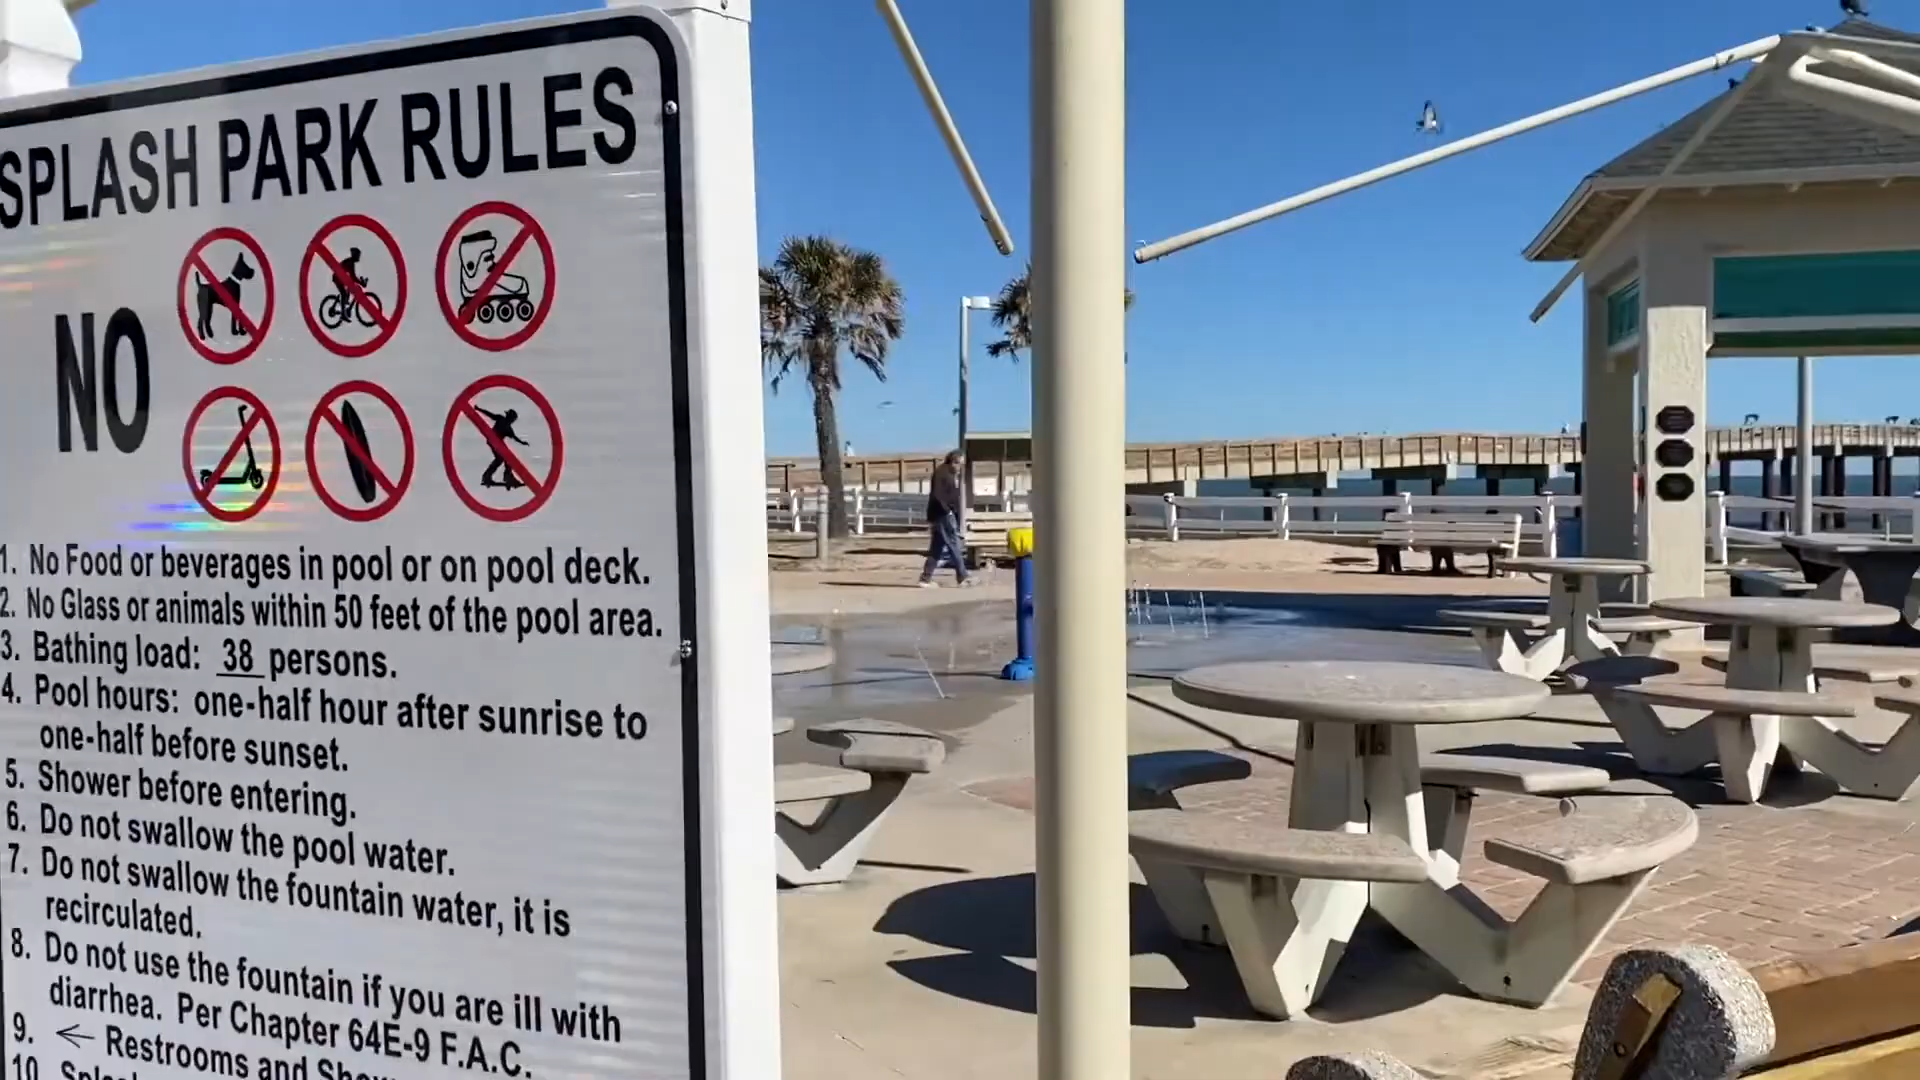 SPLASH PARK RULES
NO
1. No Food or beverages in pool or on pool deck.
2. No Glass or animals within 50 feet of the pool area.
3. Bathing load: 38 persons.
4. Pool hours: one-half hour after sunrise to
one-half before sunset.
5. Shower before entering.
6. Do not swallow the pool water.
7. Do not swallow the fountain water, it is
recirculated.
8. Do not use the fountain if you are ill with
diarrhea. Per Chapter 64E-9 F.A.C.
9. ← Restrooms and
10.